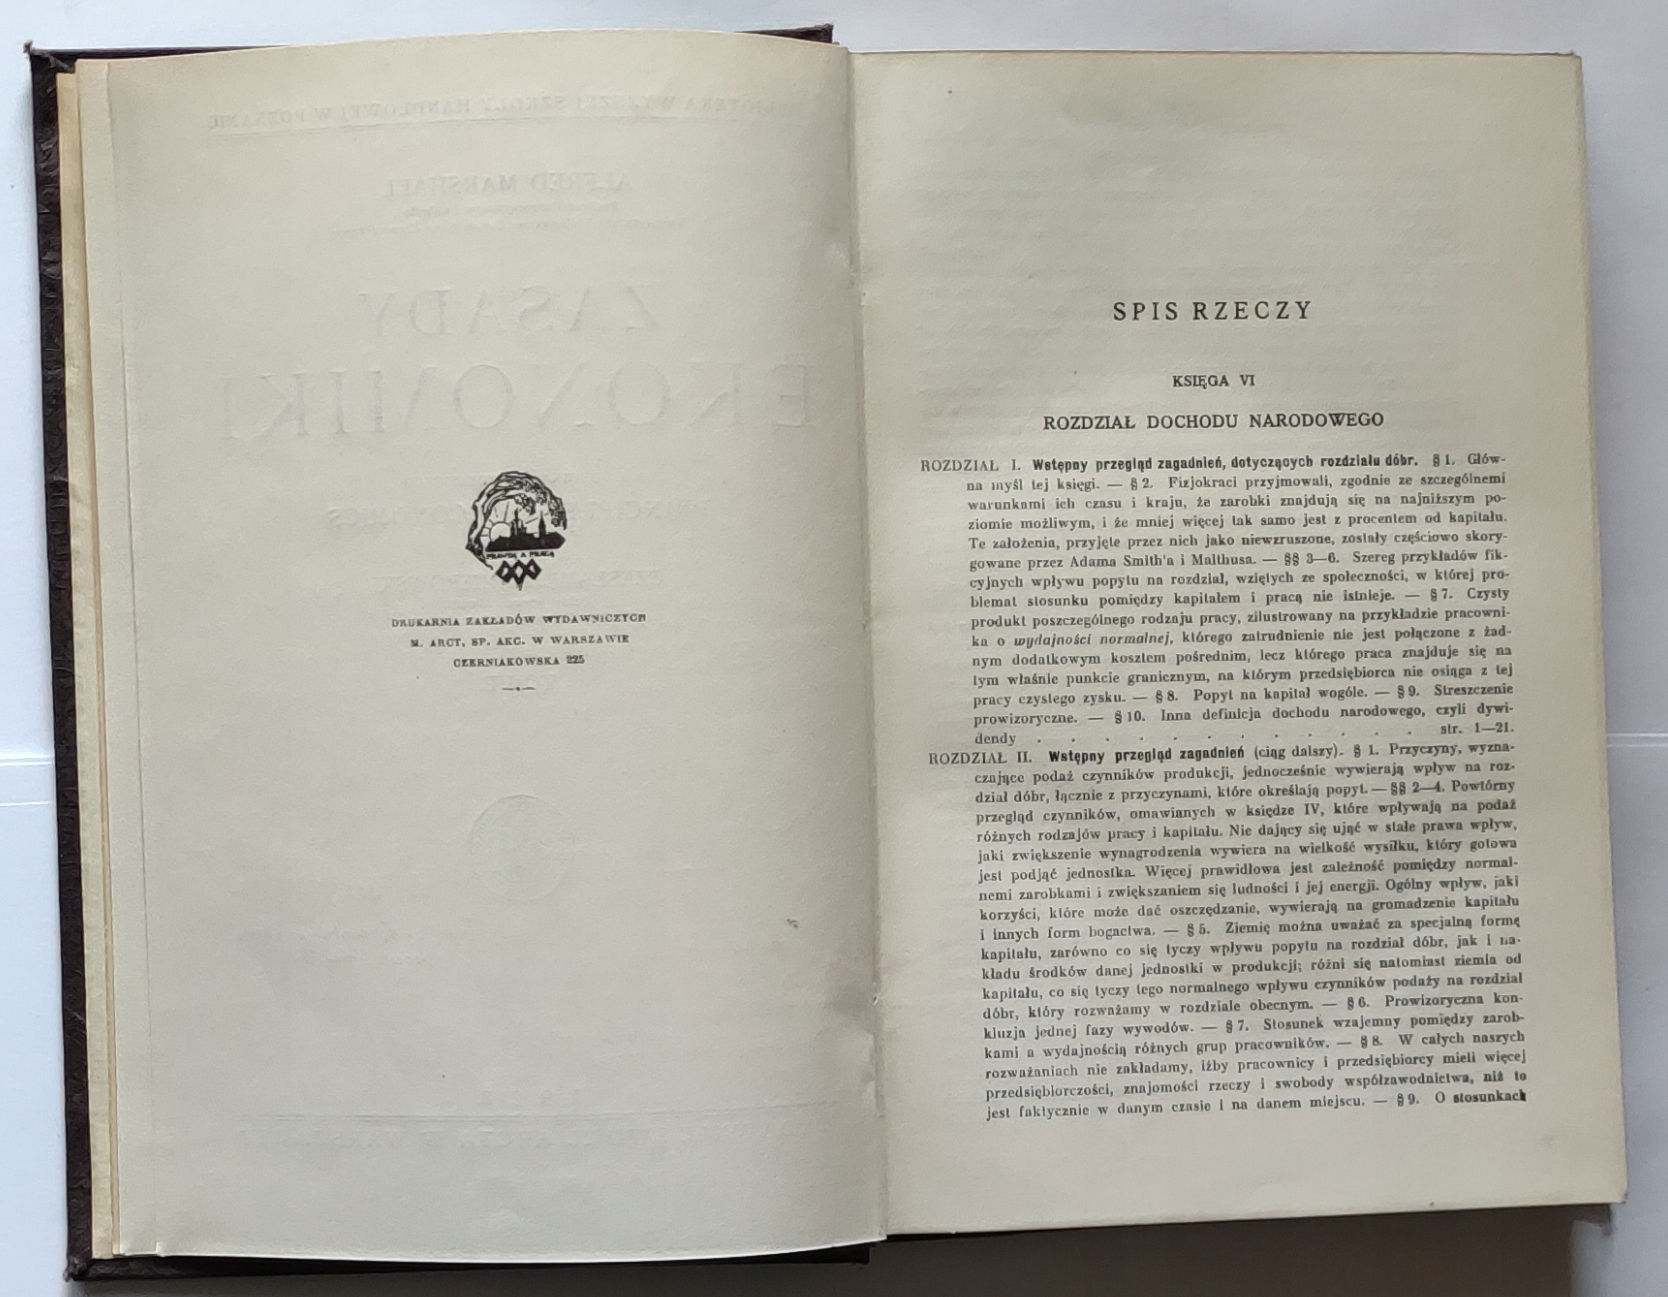 BIBLIOTEKA WYŻSZEJ SZKOŁY HANDLOWEJ W POZNANIU
ALFRED MARSHALL
ZASADY
EKONOMIKI
PRAWDĄ A PRACĄ
DRUKARNIA ZAKŁADÓW WYDAWNICZYCH
M. ARCT, SP. AKC. W WARSZAWIE
CZERNIAKOWSKA 225
SPIS RZECZY
KSIĘGA VI
ROZDZIAŁ DOCHODU NARODOWEGO
ROZDZIAŁ I. Wstępny przegląd zagadnień, dotyczących rozdziału dóbr. § 1. Głów-
na myśl tej księgi. — § 2. Fizjokraci przyjmowali, zgodnie ze szczególnemi
warunkami ich czasu i kraju, że zarobki znajdują się na najniższym po-
ziomie możliwym, i że mniej więcej tak samo jest z procentem od kapitału.
Te założenia, przyjęte przez nich jako niewzruszone, zostały częściowo skory-
gowane przez Adama Smith'a i Malthusa. — §§ 3—6. Szereg przykładów fik-
cyjnych wpływu popytu na rozdział, wziętych ze społeczności, w której pro-
blemat stosunku pomiędzy kapitałem i pracą nie istnieje. — § 7. Czysty
produkt poszczególnego rodzaju pracy, zilustrowany na przykładzie pracowni-
ka o wydajności normalnej, którego zatrudnienie nie jest połączone z żad-
nym dodatkowym kosztem pośrednim, lecz którego praca znajduje się na
tym właśnie punkcie granicznym, na którym przedsiębiorca nie osiąga z tej
pracy czystego zysku. — § 8. Popyt na kapitał wogóle. — § 9. Streszczenie
prowizoryczne. — § 10. Inna definicja dochodu narodowego, czyli dywi-
dendy . . . . . . . . . . . . str. 1—21.
ROZDZIAŁ II. Wstępny przegląd zagadnień (ciąg dalszy). § 1. Przyczyny, wyzna-
czające podaż czynników produkcji, jednocześnie wywierają wpływ na roz-
dział dóbr, łącznie z przyczynami, które określają popyt. — §§ 2—4. Powtórny
przegląd czynników, omawianych w księdze IV, które wpływają na podaż
różnych rodzajów pracy i kapitału. Nie dający się ująć w stałe prawa wpływ,
jaki zwiększenie wynagrodzenia wywiera na wielkość wysiłku, który gotowa
jest podjąć jednostka. Więcej prawidłowa jest zależność pomiędzy normal-
nemi zarobkami i zwiększaniem się ludności i jej energji. Ogólny wpływ, jaki
korzyści, które może dać oszczędzanie, wywierają na gromadzenie kapitału
i innych form bogactwa. — § 5. Ziemię można uważać za specjalną formę
kapitału, zarówno co się tyczy wpływu popytu na rozdział dóbr, jak i na-
kładu środków danej jednostki w produkcji; różni się natomiast ziemia od
kapitału, co się tyczy tego normalnego wpływu czynników podaży na rozdział
dóbr, który rozważamy w rozdziale obecnym. — § 6. Prowizoryczna kon-
kluzja jednej fazy wywodów. — § 7. Stosunek wzajemny pomiędzy zarob-
kami a wydajnością różnych grup pracowników. — § 8. W całych naszych
rozważaniach nie zakładamy, iżby pracownicy i przedsiębiorcy mieli więcej
przedsiębiorczości, znajomości rzeczy i swobody współzawodnictwa, niż to
jest faktycznie w danym czasie i na danem miejscu. — § 9. O stosunkach